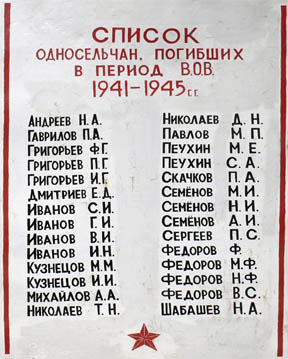 СПИСОК
ОДНОСЕЛЬЧАН, ПОГИБШИХ
В ПЕРИОД В.О.В.
1941-1945 г.г.
АНДРЕЕВ Н.А.
ГАВРИЛОВ П.А.
ГРИГОРЬЕВ Ф.Г.
ГРИГОРЬЕВ П.Г.
ГРИГОРЬЕВ И.Г.
ДМИТРИЕВ Е.Д.
ИВАНОВ С.И.
ИВАНОВ Г.И.
ИВАНОВ В.И.
ИВАНОВ И.Н.
КУЗНЕЦОВ М.М.
КУЗНЕЦОВ И.И.
МИХАЙЛОВ А.А.
НИКОЛАЕВ Т.Н.
НИКОЛАЕВ Д.Н.
ПАВЛОВ М.П.
ПЕУХИН М.Е.
ПЕУХИН С.А.
СКАЧКОВ П.А.
СЕМЁНОВ М.И.
СЕМЁНОВ Н.И.
СЕМЁНОВ А.И.
СЕРГЕЕВ П.С.
ФЕДОРОВ Ф.
ФЕДОРОВ М.Ф.
ФЕДОРОВ Н.Ф.
ФЕДОРОВ В.С.
ШАБАШЕВ Н.А.